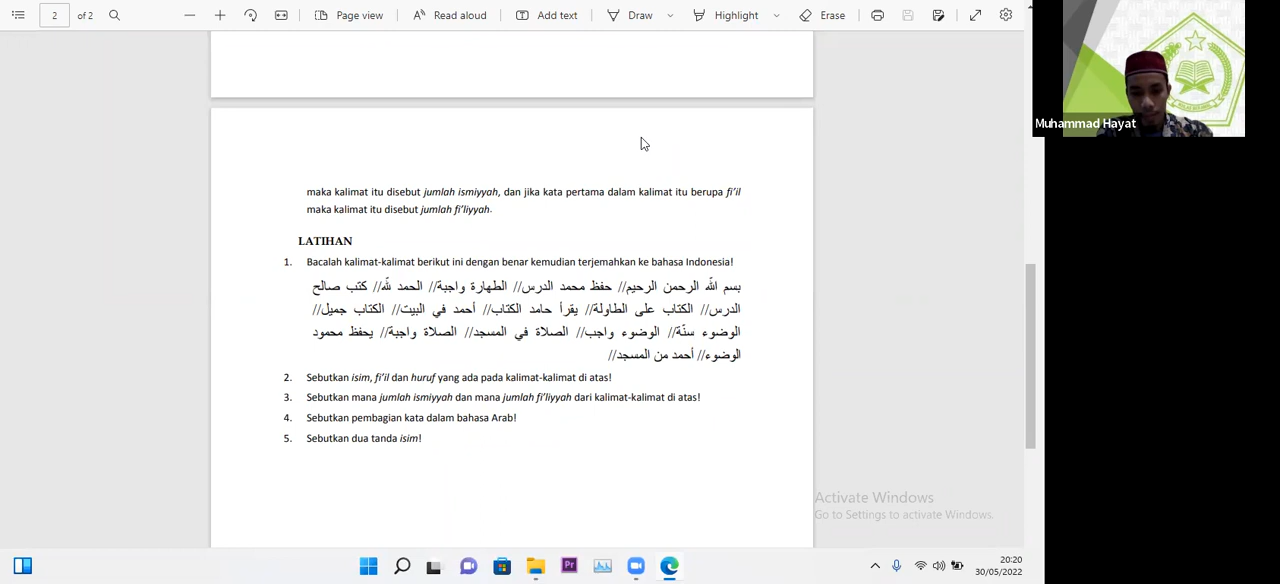 2 of 2 Page view Read aloud Add text Draw Highlight Erase
Muhammad Hayat
maka kalimat itu disebut jumlah ismiyyah, dan jika kata pertama dalam kalimat itu berupa fi'il
maka kalimat itu disebut jumlah fi'liyyah.
LATIHAN
1. Bacalah kalimat-kalimat berikut ini dengan benar kemudian terjemahkan ke bahasa Indonesia!
بسم الله الرحمن الرحيم// حفظ محمد الدرس// الطهارة واجبة// الحمد لله// كتب صالح
الدرس// الكتاب على الطاولة// يقرأ حامد الكتاب// أحمد في البيت// الكتاب جميل//
الوضوء سنّة// الوضوء واجب// الصلاة في المسجد// الصلاة واجبة// يحفظ محمود
الوضوء// أحمد من المسجد//
2. Sebutkan isim, fi'il dan huruf yang ada pada kalimat-kalimat di atas!
3. Sebutkan mana jumlah ismiyyah dan mana jumlah fi'liyyah dari kalimat-kalimat di atas!
4. Sebutkan pembagian kata dalam bahasa Arab!
5. Sebutkan dua tanda isim!
Activate Windows
Go to Settings to activate Windows.
Pr
20:20
30/05/2022